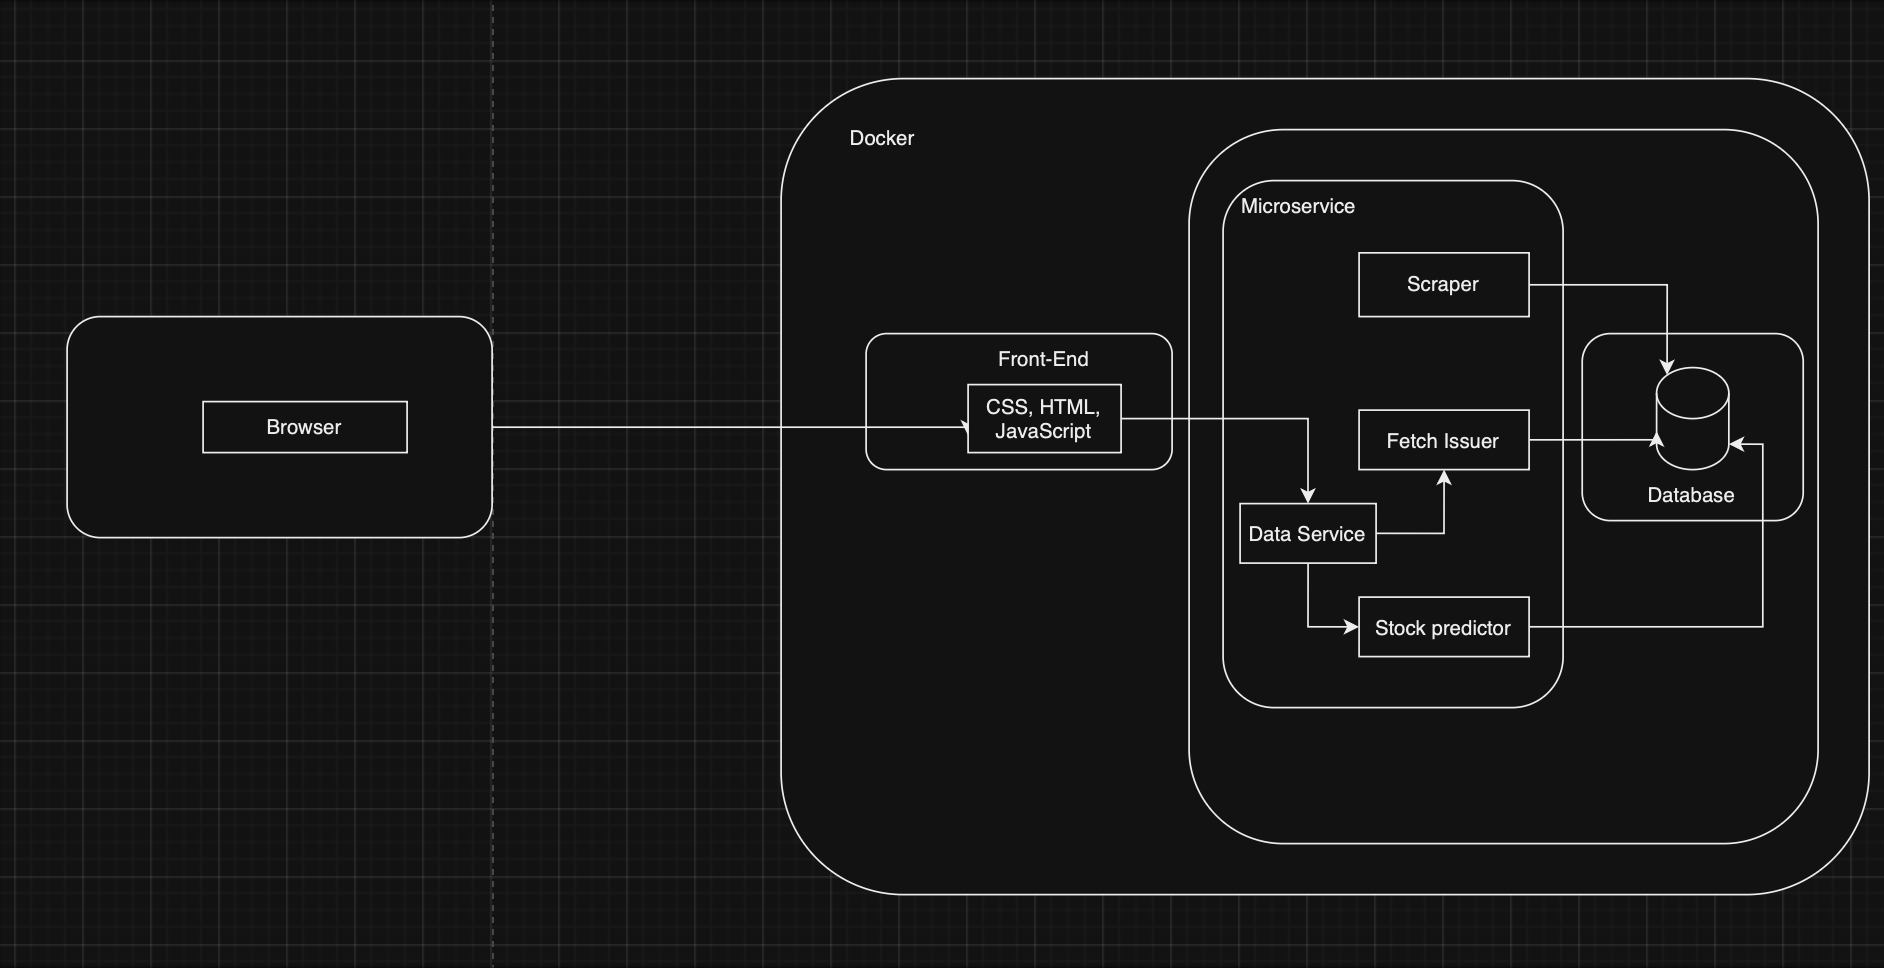 Docker
Microservice
Scraper
Front-End
CSS, HTML,
JavaScript
Browser
Fetch Issuer
Database
Data Service
Stock predictor